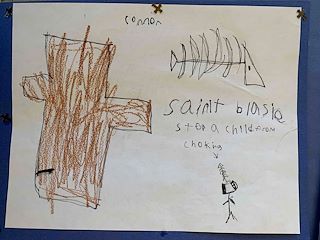 connor
saint blasie
stop a child from
choking